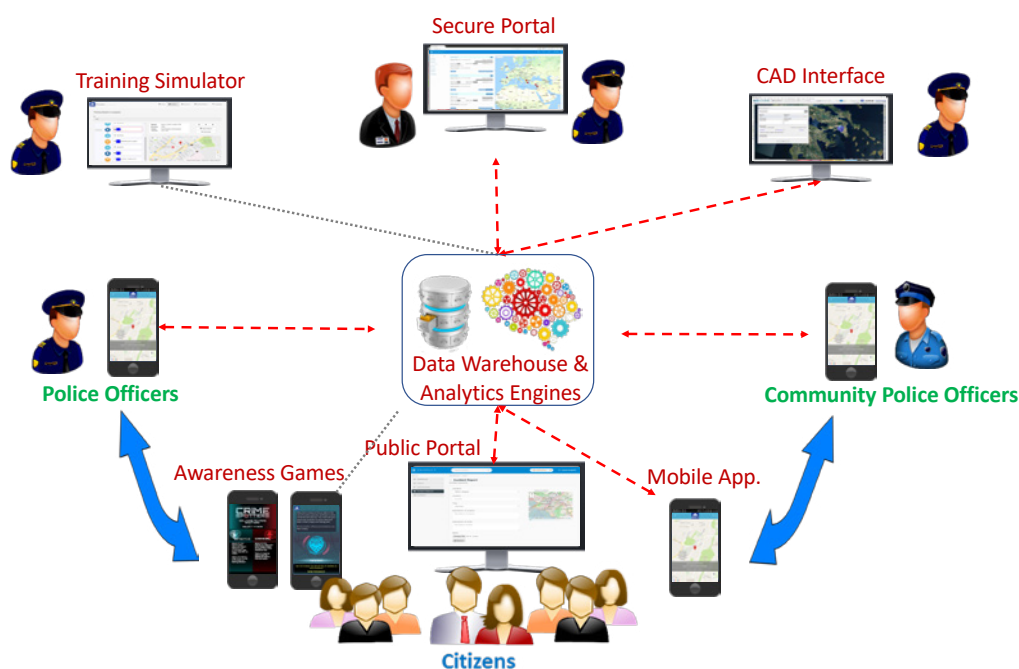 Secure Portal
Training Simulator
CAD Interface
Data Warehouse &
Analytics Engines
Police Officers
Community Police Officers
Public Portal
Awareness Games
Mobile App.
CRIME
Citizens